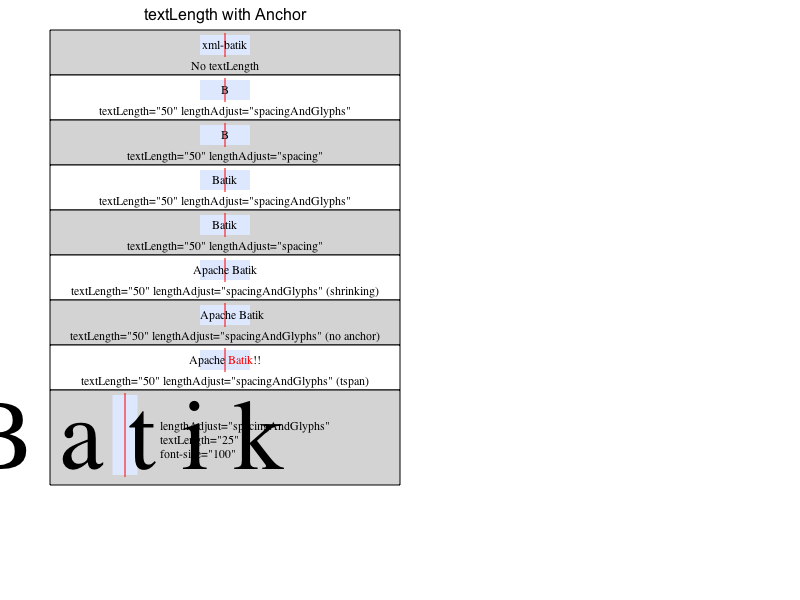 textLength with Anchor
xml-batik
No textLength
B
textLength="50" lengthAdjust="spacingAndGlyphs"
B
textLength="50" lengthAdjust="spacing"
Batik
textLength="50" lengthAdjust="spacingAndGlyphs"
Batik
textLength="50" lengthAdjust="spacing"
Apache Batik
textLength="50" lengthAdjust="spacingAndGlyphs" (shrinking)
Apache Batik
textLength="50" lengthAdjust="spacingAndGlyphs" (no anchor)
Apache Batik!!
textLength="50" lengthAdjust="spacingAndGlyphs" (tspan)
B a t i k
lengthAdjust="spacingAndGlyphs"
textLength="25"
font-size="100"